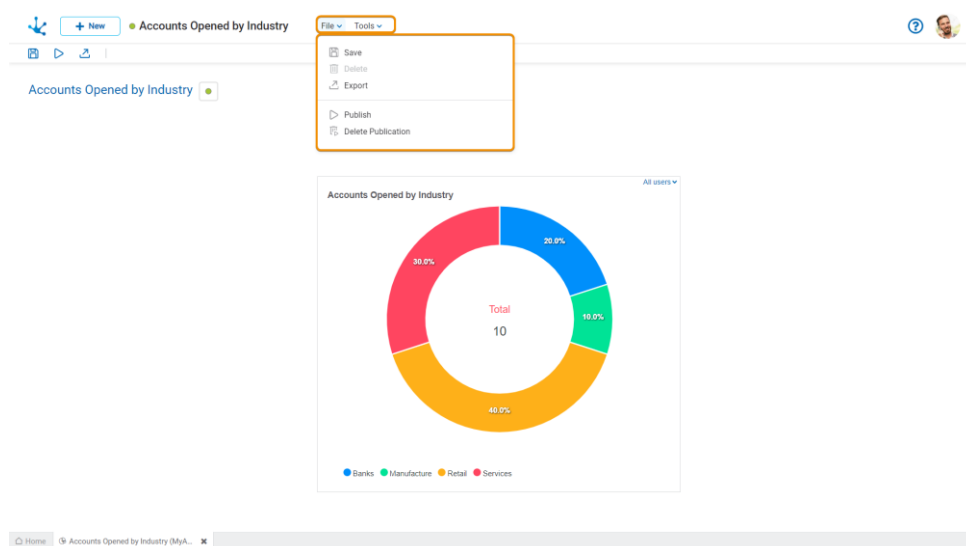 New
Accounts Opened by Industry
File
Tools
Save
Delete
Export
Publish
Delete Publication
Accounts Opened by Industry
All users
Accounts Opened by Industry
20.0%
30.0%
Total
10
10.0%
40.0%
Banks Manufacture Retail Services
Home
Accounts Opened by Industry (MyA...